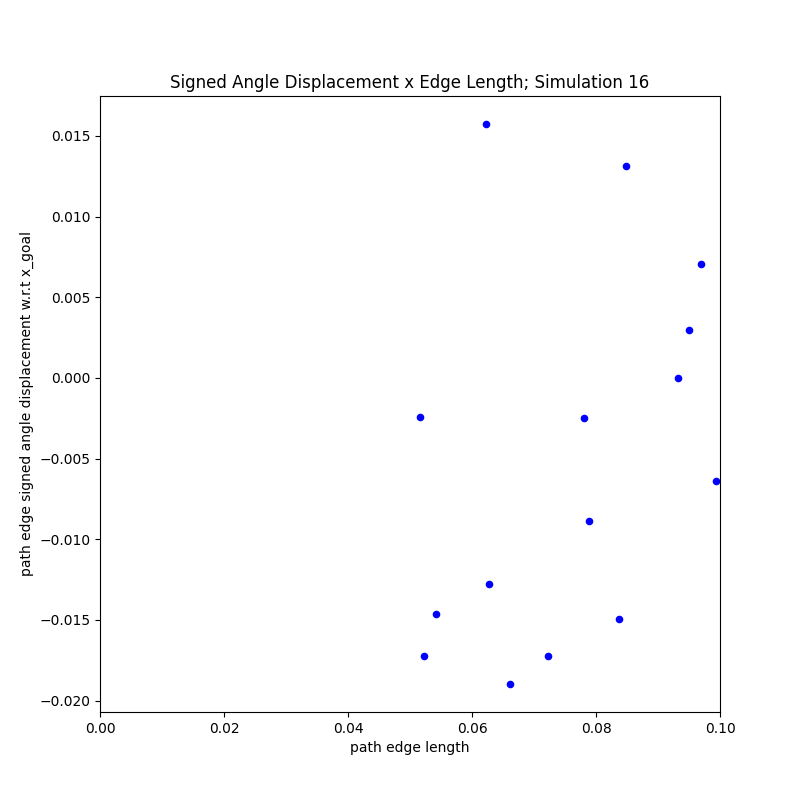 Signed Angle Displacement x Edge Length; Simulation 16
path edge signed angle displacement w.r.t x_goal
0.015
0.010
0.005
0.000
−0.005
−0.010
−0.015
−0.020
0.00 0.02 0.04 0.06 0.08 0.10
path edge length